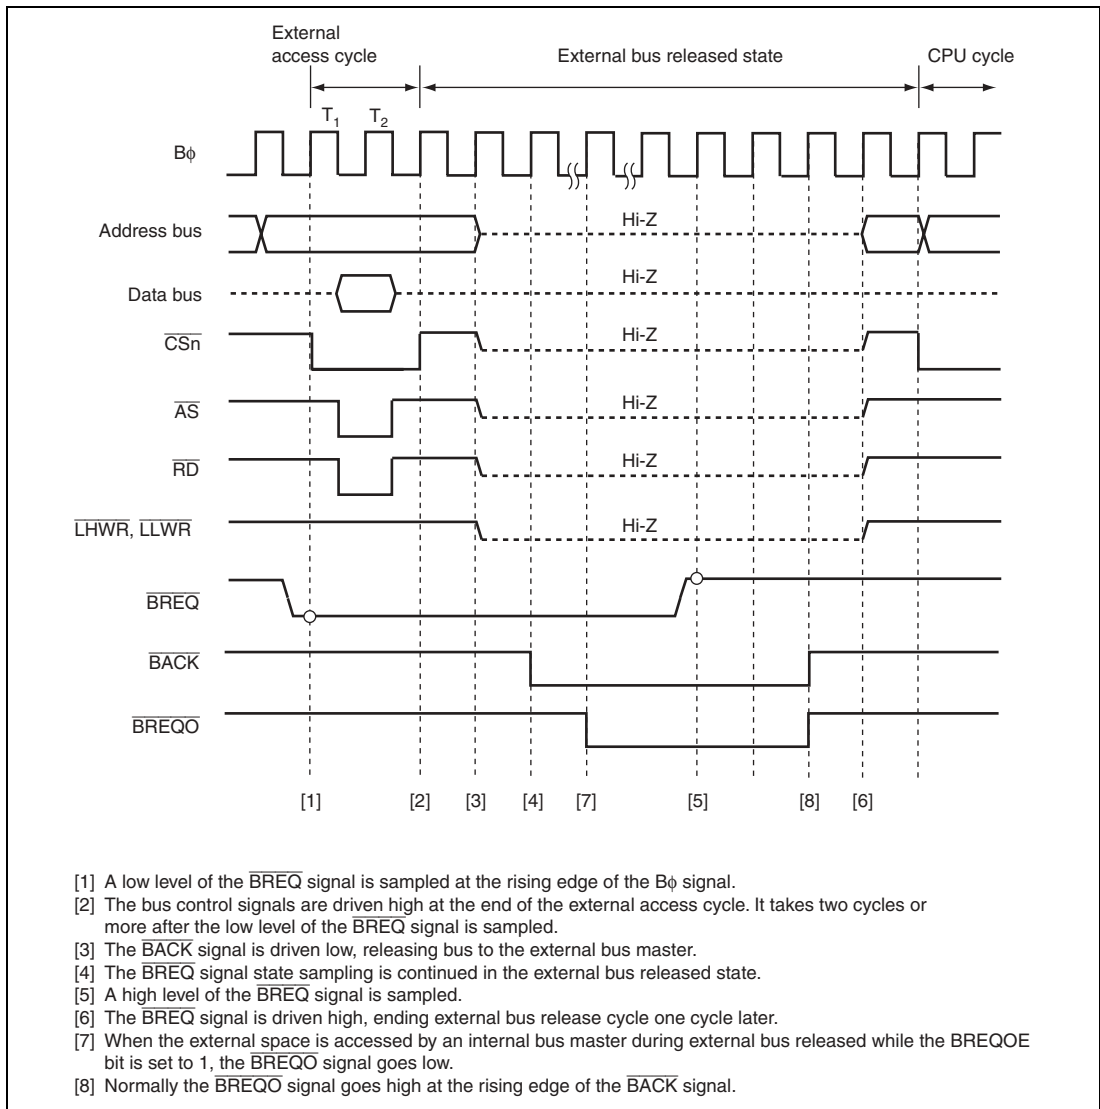 External
access cycle
External bus released state
CPU cycle
T1
T2
Bφ
Address bus
Hi-Z
Data bus
Hi-Z
CSn
Hi-Z
AS
Hi-Z
RD
Hi-Z
LHWR, LLWR
Hi-Z
BREQ
BACK
BREQO
[1] [2] [3] [4] [7] [5] [8] [6]
[1] A low level of the BREQ signal is sampled at the rising edge of the Bφ signal.
[2] The bus control signals are driven high at the end of the external access cycle. It takes two cycles or
more after the low level of the BREQ signal is sampled.
[3] The BACK signal is driven low, releasing bus to the external bus master.
[4] The BREQ signal state sampling is continued in the external bus released state.
[5] A high level of the BREQ signal is sampled.
[6] The BREQ signal is driven high, ending external bus release cycle one cycle later.
[7] When the external space is accessed by an internal bus master during external bus released while the BREQOE
bit is set to 1, the BREQO signal goes low.
[8] Normally the BREQO signal goes high at the rising edge of the BACK signal.